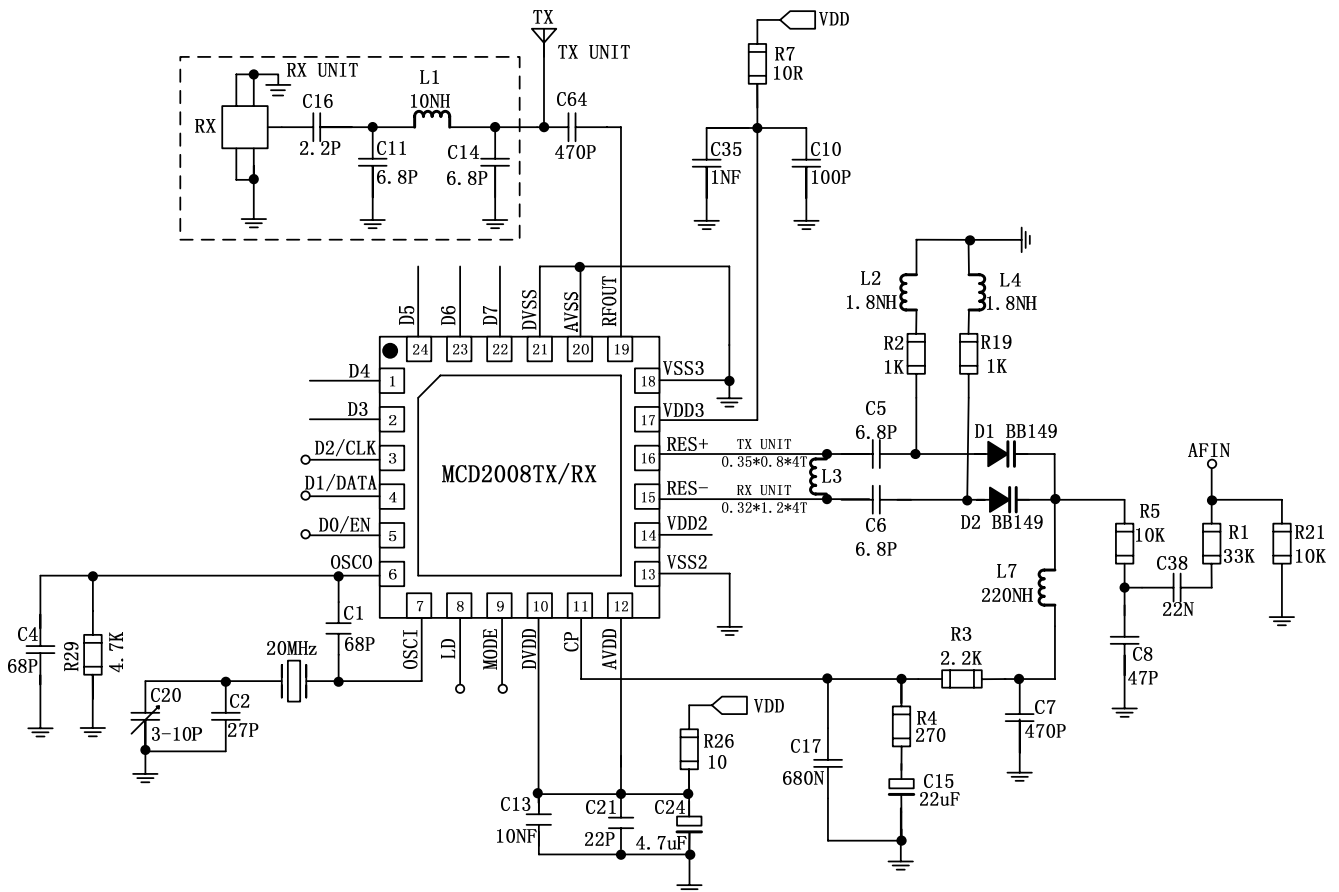 TX
TX UNIT
VDD
R7
10R
RX UNIT
L1
10NH
C16
2.2P
RX
C11
6.8P
C14
6.8P
C64
470P
C35
1NF
C10
100P
L2
1.8NH
L4
1.8NH
R2
1K
R19
1K
D5
D6
D7
DVSS
AVSS
RFOUT
24
23
22
21
20
19
D4
1
D3
2
D2/CLK
3
D1/DATA
4
D0/EN
5
OSCO
6
MCD2008TX/RX
18
VSS3
17
VDD3
16
RES+
15
RES-
14
VDD2
13
VSS2
TX UNIT
0.35*0.8*4T
RX UNIT
0.32*1.2*4T
L3
C5
6.8P
C6
6.8P
D1 BB149
D2 BB149
AFIN
R5
10K
R1
33K
R21
10K
C38
22N
C8
47P
L7
220NH
7
8
9
10
11
12
OSCI
LD
MODE
DVDD
CP
AVDD
C4
68P
R29
4.7K
C1
68P
20MHz
C20
3-10P
C2
27P
R3
2.2K
C7
470P
R4
270
C15
22uF
C17
680N
VDD
R26
10
C13
10NF
C21
22P
C24
4.7uF